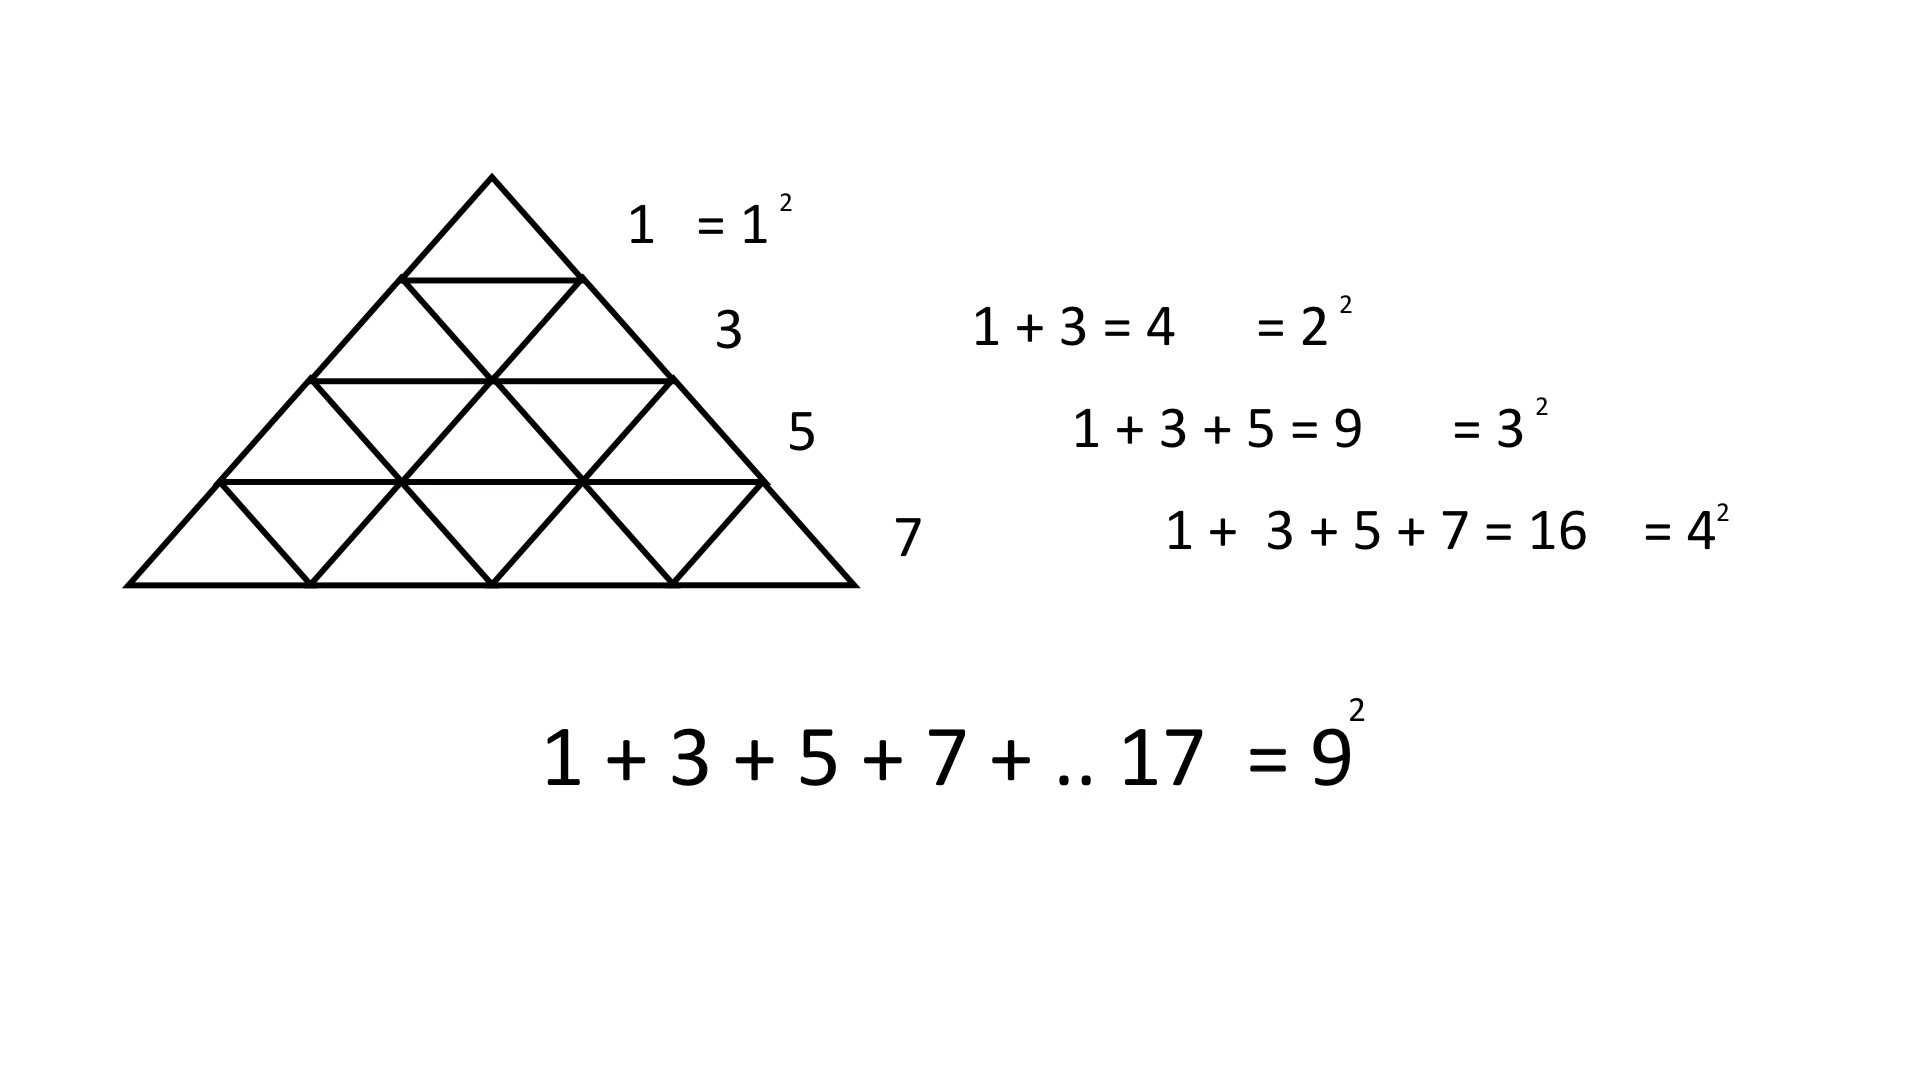 1 = 1²
3 1 + 3 = 4 = 2²
5 1 + 3 + 5 = 9 = 3²
7 1 + 3 + 5 + 7 = 16 = 4²
1 + 3 + 5 + 7 + .. 17 = 9²